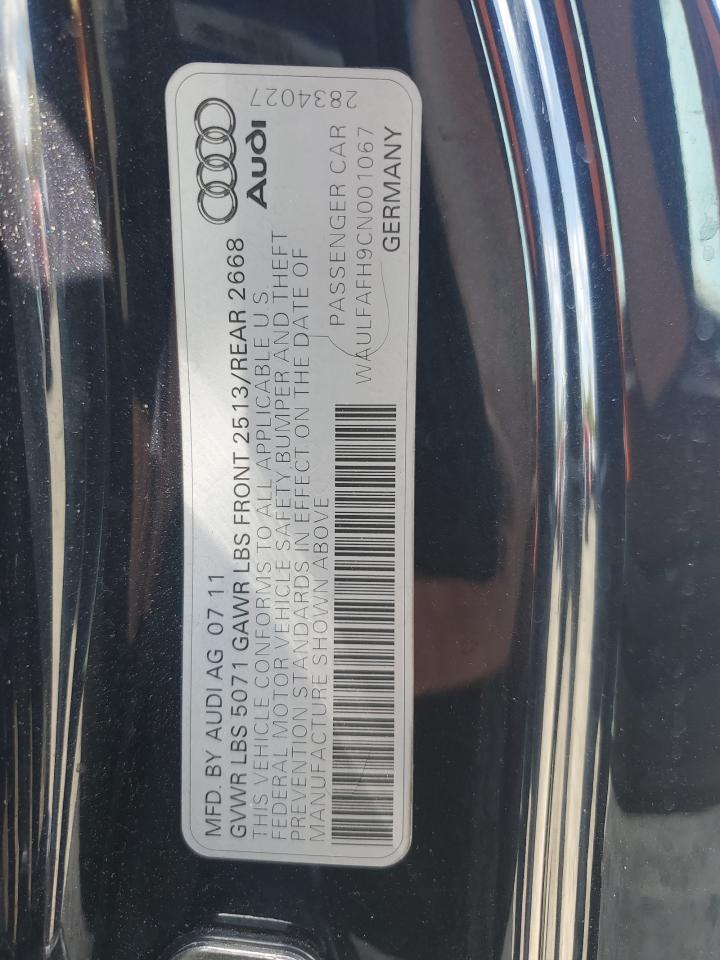 MFD. BY AUDI AG 07 11
GVWR LBS 5071 GAWR LBS FRONT 2513/REAR 2668
THIS VEHICLE CONFORMS TO ALL APPLICABLE U.S.
FEDERAL MOTOR VEHICLE SAFETY, BUMPER AND THEFT
PREVENTION STANDARDS IN EFFECT ON THE DATE OF
MANUFACTURE SHOWN ABOVE
Audi
2834027
PASSENGER CAR
WAULFAFH9CN001067
GERMANY